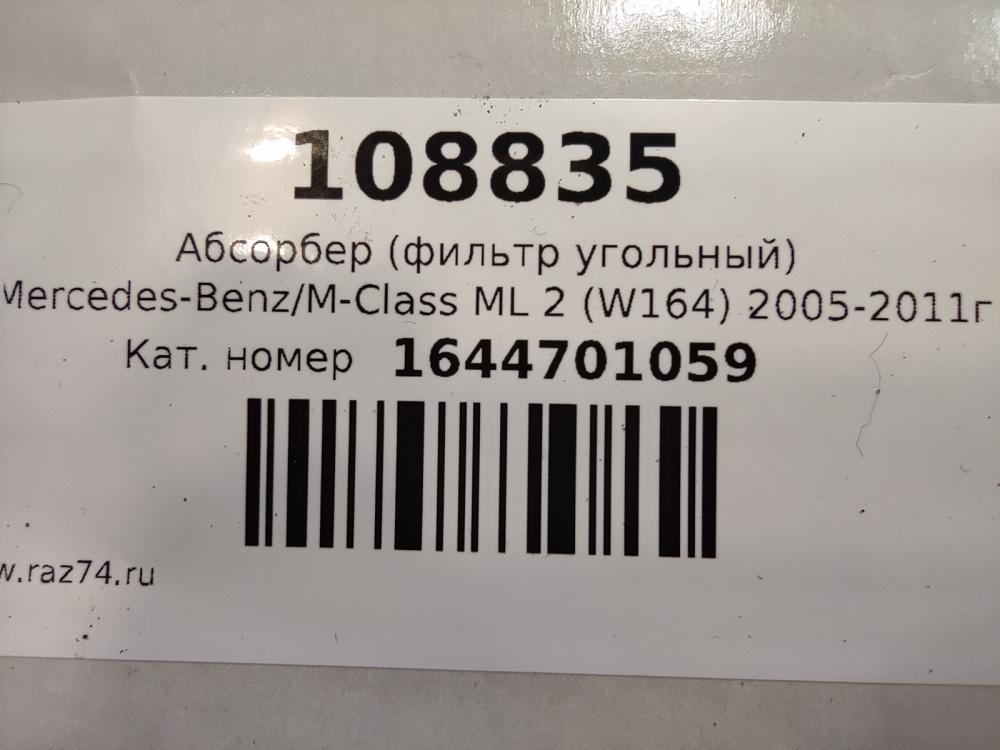 108835
Абсорбер (фильтр угольный)
Mercedes-Benz/M-Class ML 2 (W164) 2005-2011г
Кат. номер 1644701059
w.raz74.ru